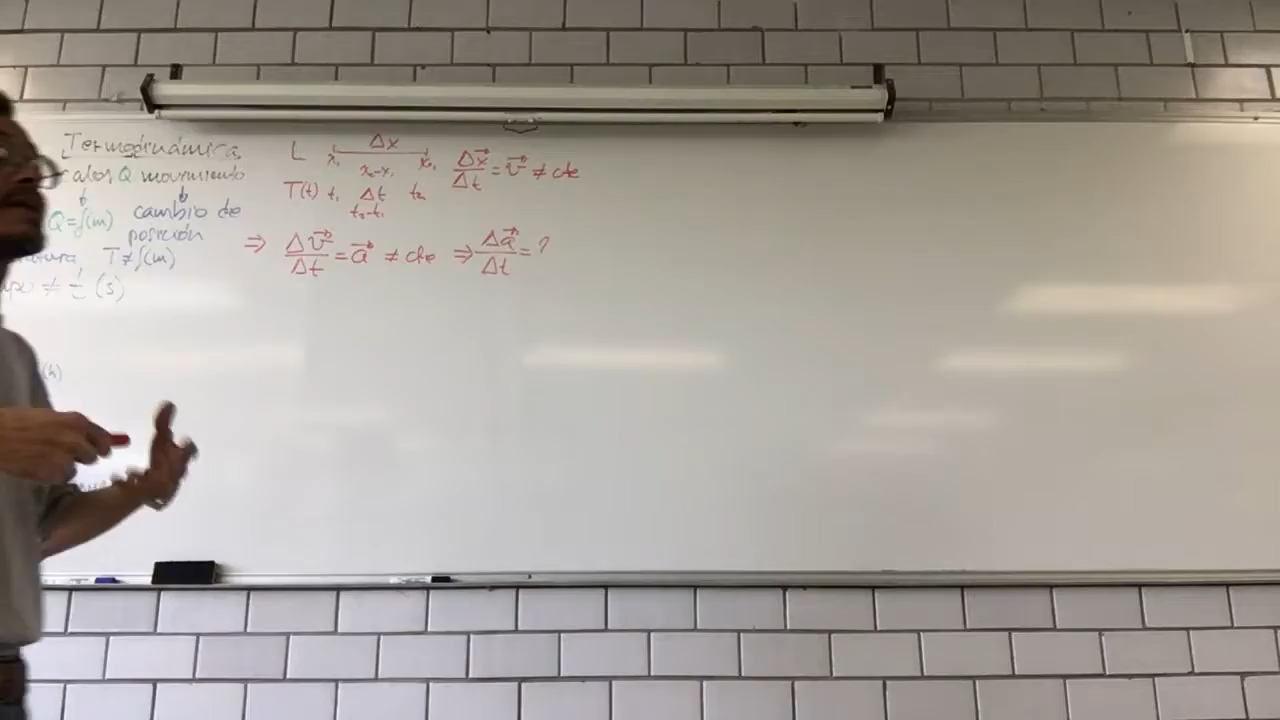 Termodinámica
Q movimiento
Q=∫(m) cambio de
posición
T≠∫(m)
≠ (s)
L Δx
x₁ x₂
x₂-x₁
T(t) t₁ Δt t₂
t₂-t₁
Δx⃗/Δt = v⃗ ≠ cte
⇒ Δv⃗/Δt = a⃗ ≠ cte ⇒ Δa⃗/Δt = ?